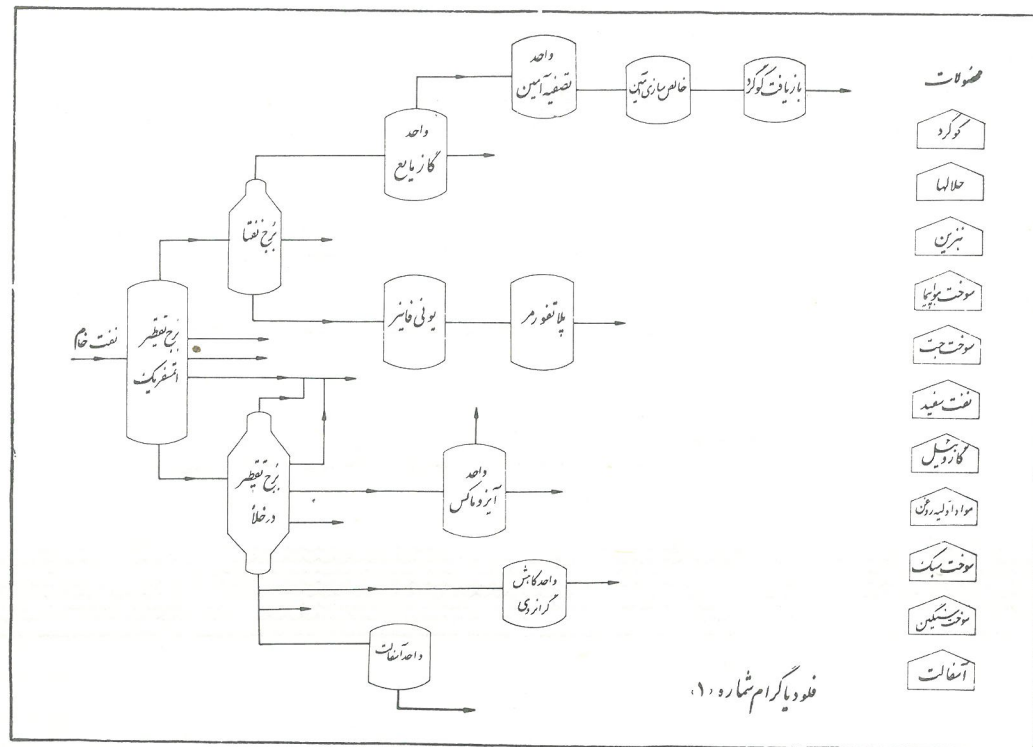 محصولات
گوگرد
حلالها
بنزین
سوخت هواپیما
سوخت جت
نفت سفید
گازوئیل
مواد اولیه روغن
سوخت سبک
سوخت سنگین
آسفالت
واحد
تصفیه آمین
خالص سازی آمین
بازیافت گوگرد
واحد
گاز مایع
برج نفتا
یونی فاینر
پلاتفورمر
نفت خام
برج تقطیر
اتمسفریک
برج تقطیر
در خلأ
واحد
آیزوماکس
واحد کاهش
گرانروی
واحد آسفالت
فلودیاگرام شماره (۱)